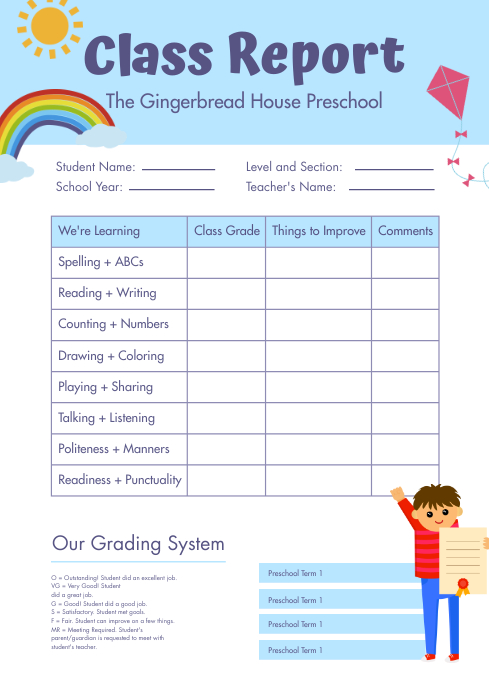 Class Report
The Gingerbread House Preschool
Student Name:
Level and Section:
School Year:
Teacher's Name:
We're Learning
Class Grade
Things to Improve
Comments
Spelling + ABCs
Reading + Writing
Counting + Numbers
Drawing + Coloring
Playing + Sharing
Talking + Listening
Politeness + Manners
Readiness + Punctuality
Our Grading System
O = Outstanding! Student did an excellent job.
VG = Very Good! Student
did a great job.
G = Good! Student did a good job.
S = Satisfactory. Student met goals.
F = Fair. Student can improve on a few things.
MR = Meeting Required. Student's
parent/guardian is requested to meet with
student's teacher.
Preschool Term 1
Preschool Term 1
Preschool Term 1
Preschool Term 1